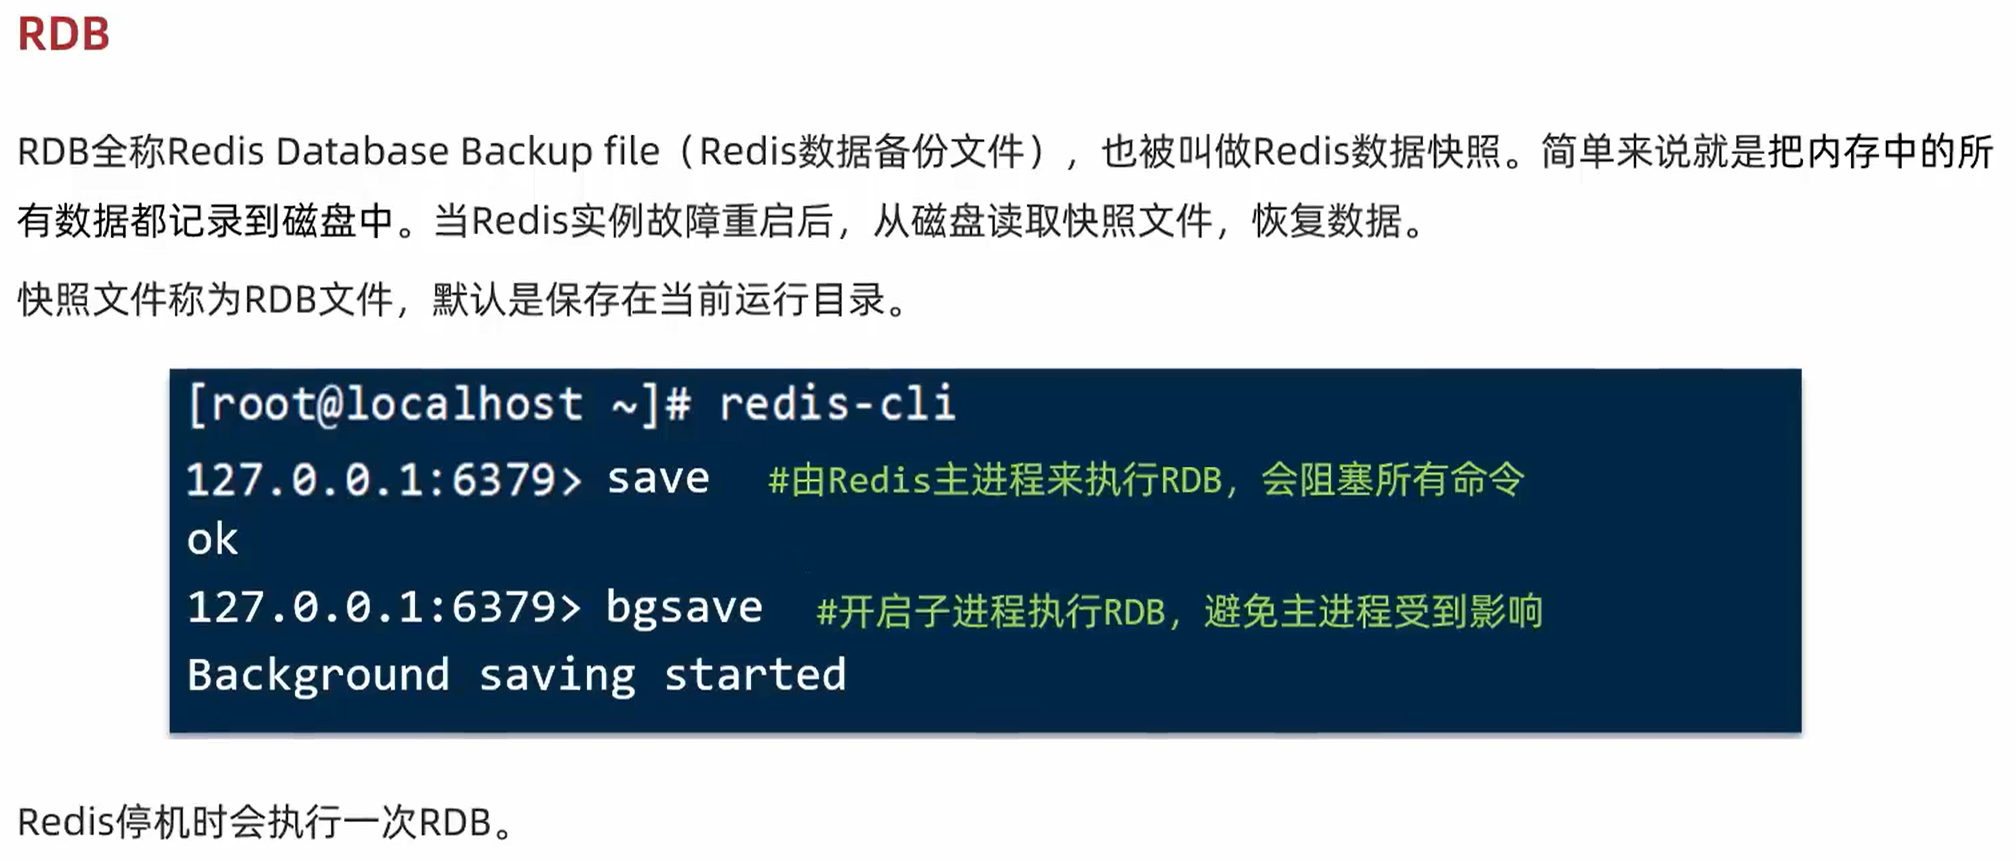 RDB
RDB全称Redis Database Backup file（Redis数据备份文件），也被叫做Redis数据快照。简单来说就是把内存中的所
有数据都记录到磁盘中。当Redis实例故障重启后，从磁盘读取快照文件，恢复数据。
快照文件称为RDB文件，默认是保存在当前运行目录。
[root@localhost ~]# redis-cli
127.0.0.1:6379> save #由Redis主进程来执行RDB，会阻塞所有命令
ok
127.0.0.1:6379> bgsave #开启子进程执行RDB，避免主进程受到影响
Background saving started
Redis停机时会执行一次RDB。